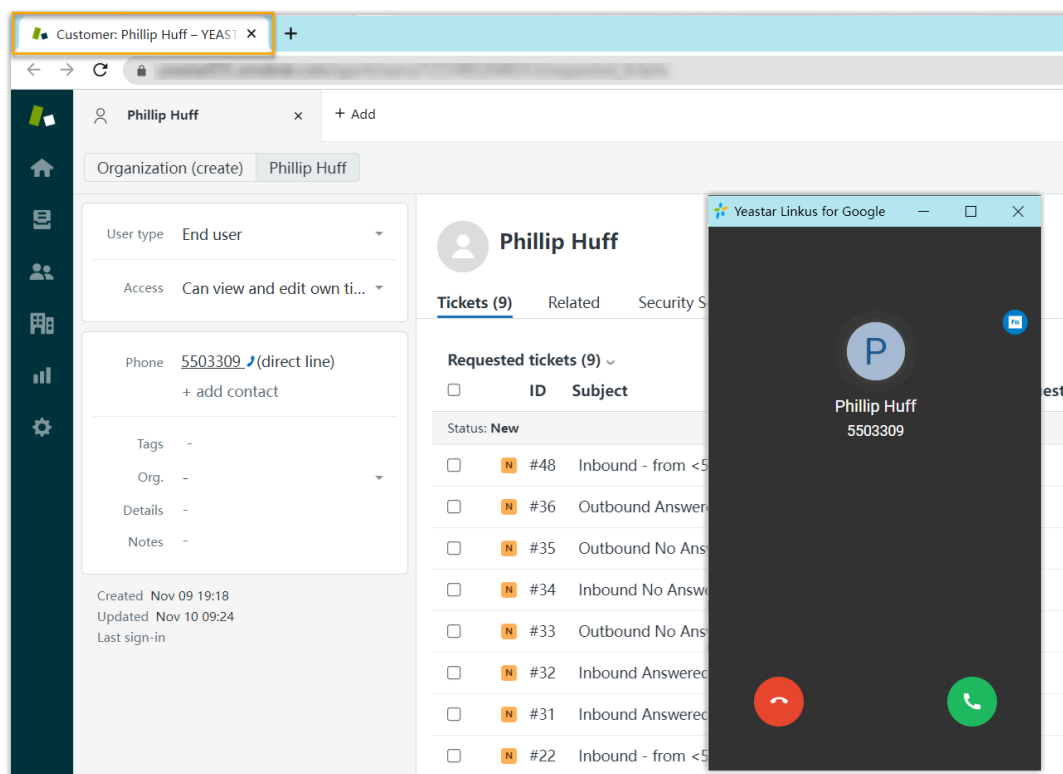 Customer: Phillip Huff – YEAST
Phillip Huff
+ Add
Organization (create)
Phillip Huff
User type End user
Access Can view and edit own ti...
Phone 5503309 (direct line)
+ add contact
Tags -
Org. -
Details -
Notes -
Created Nov 09 19:18
Updated Nov 10 09:24
Last sign-in
Phillip Huff
Tickets (9) Related Security S
Requested tickets (9)
ID Subject
Status: New
N #48 Inbound - from <5
N #36 Outbound Answer
N #35 Outbound No Ans
N #34 Inbound No Answ
N #33 Outbound No Ans
N #32 Inbound Answered
N #31 Inbound Answered
N #22 Inbound - from <5
est
Yeastar Linkus for Google
Fn
P
Phillip Huff
5503309